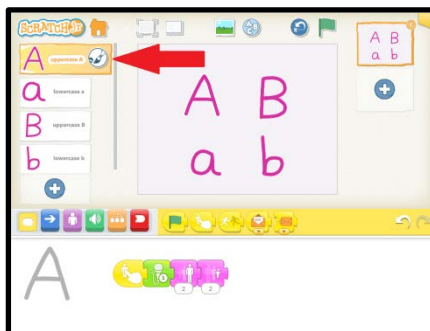 SCRATCHJr
A uppercase A
a lowercase a
B uppercase B
b lowercase b
A B
a b
A B
a b
A
2 2